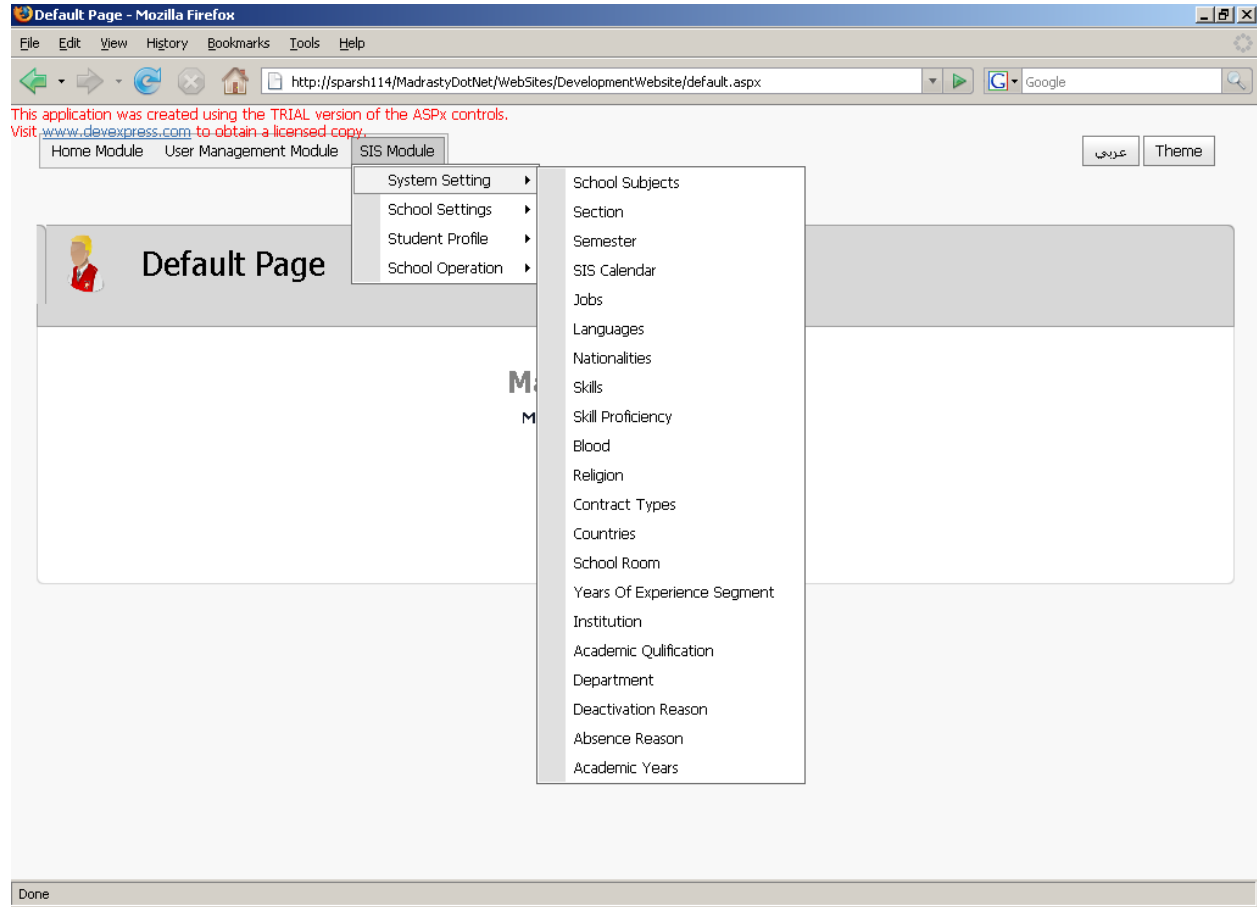 Default Page - Mozilla Firefox
File Edit View History Bookmarks Tools Help
http://sparsh114/MadrastyDotNet/WebSites/DevelopmentWebsite/default.aspx G Google
This application was created using the TRIAL version of the ASPx controls.
Visit www.devexpress.com to obtain a licensed copy.
Home Module User Management Module SIS Module عربي Theme
System Setting
School Settings
Student Profile
School Operation
School Subjects
Section
Semester
SIS Calendar
Jobs
Languages
Nationalities
Skills
Skill Proficiency
Blood
Religion
Contract Types
Countries
School Room
Years Of Experience Segment
Institution
Academic Qulification
Department
Deactivation Reason
Absence Reason
Academic Years
Default Page
Done